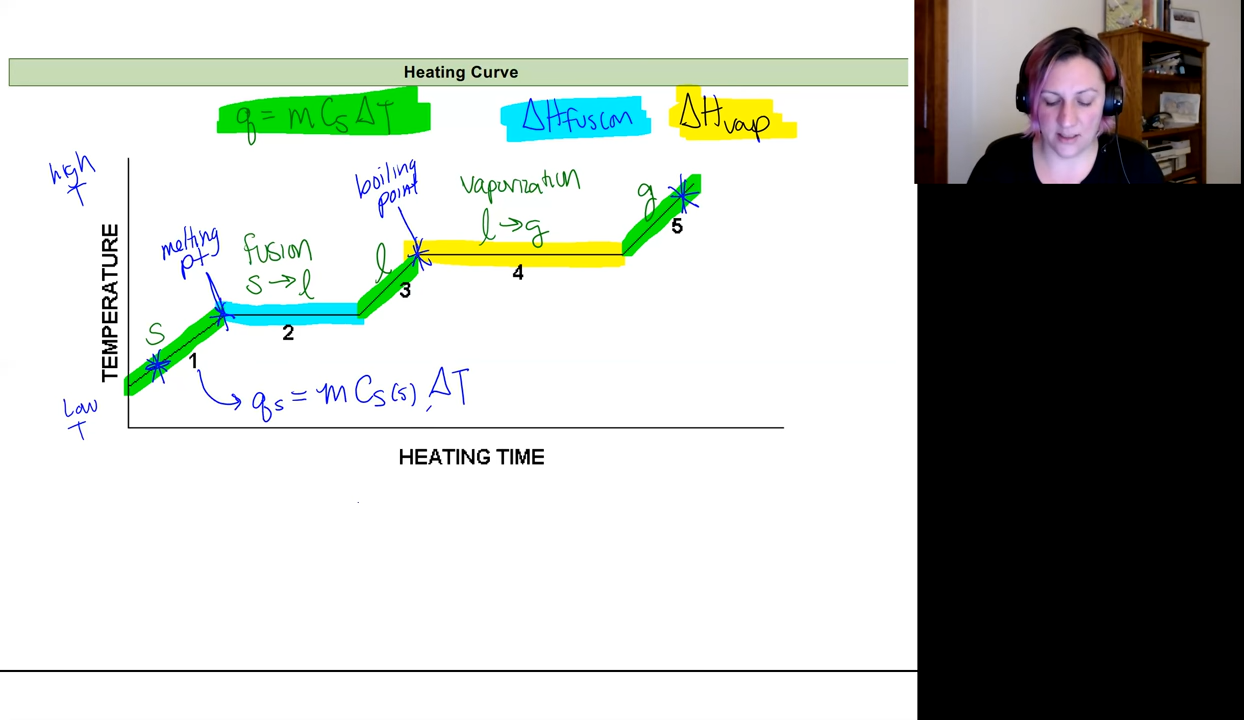 Heating Curve
q = m Cs ΔT
ΔHfusion
ΔHvap
high
T
TEMPERATURE
Low
T
s
1
melting
pt
fusion
s → l
2
l
3
boiling
point
vaporization
l → g
4
g
5
qs = m Cs(s) ΔT
HEATING TIME